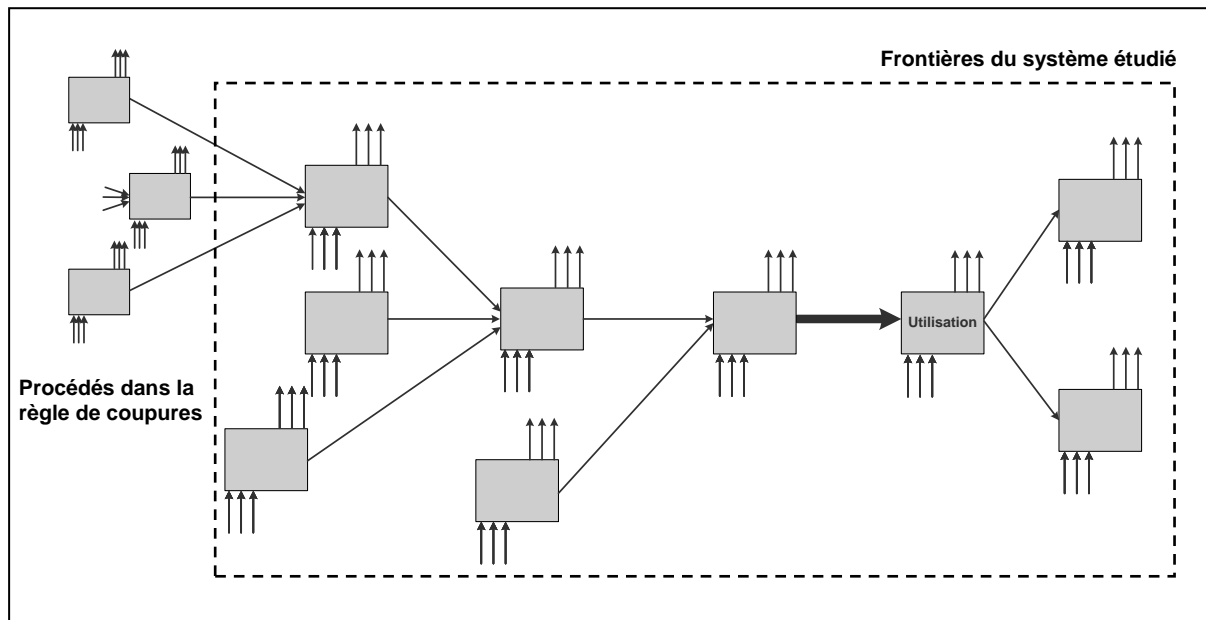 Frontières du système étudié
Utilisation
Procédés dans la
règle de coupures